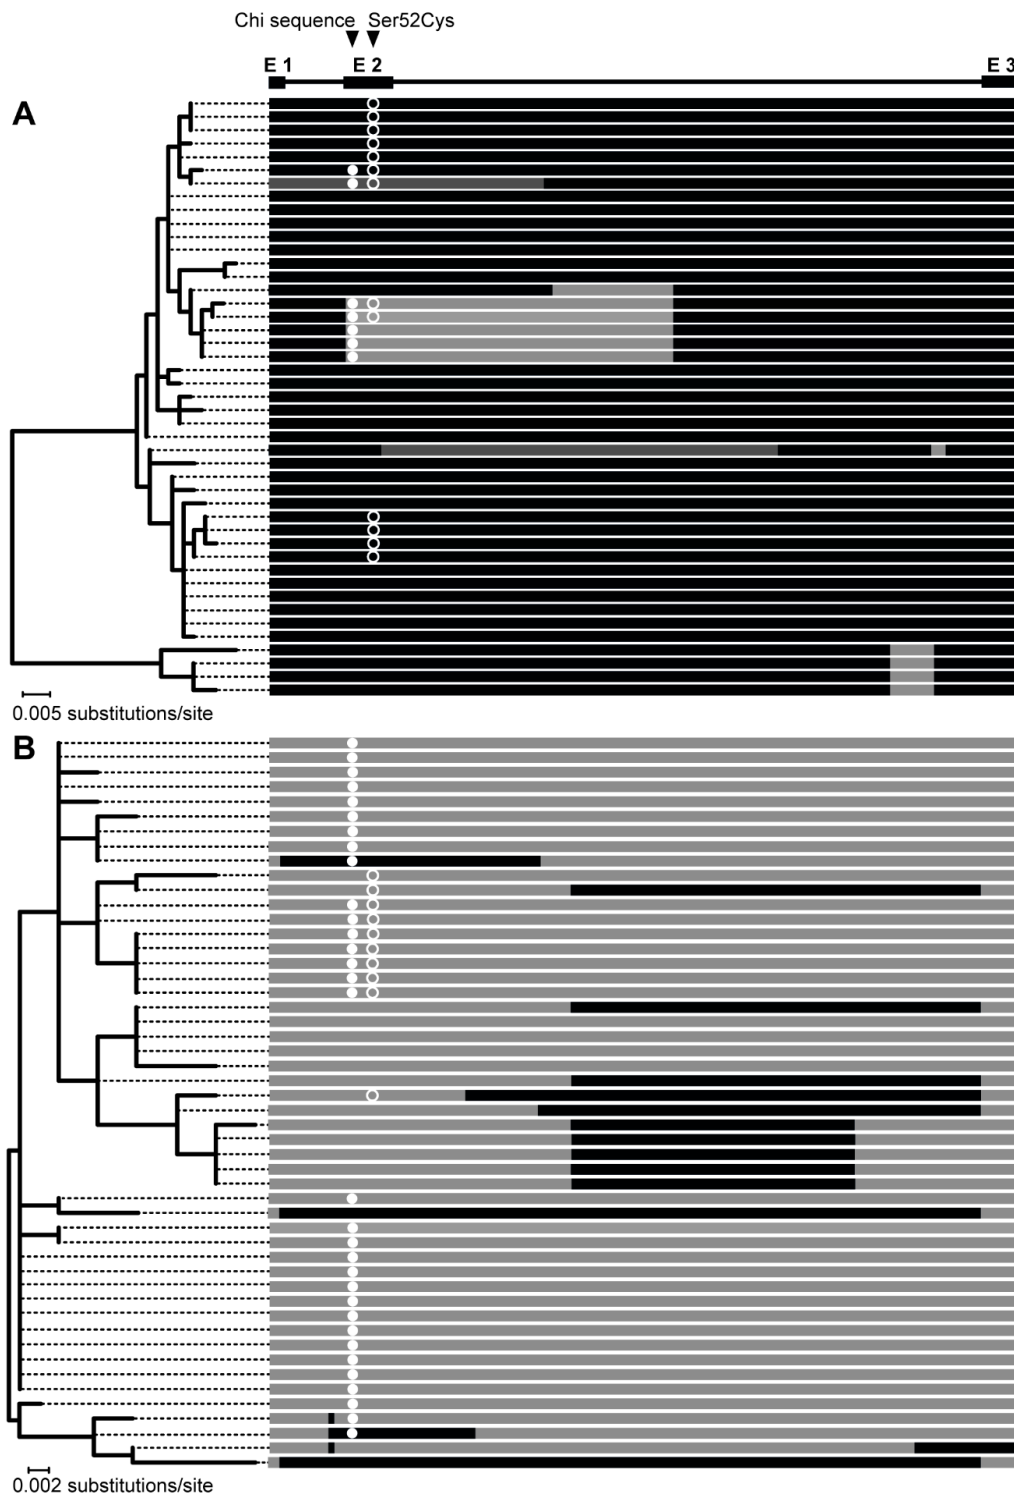 Chi sequence Ser52Cys
E 1 E 2 E 3
A
0.005 substitutions/site
B
0.002 substitutions/site